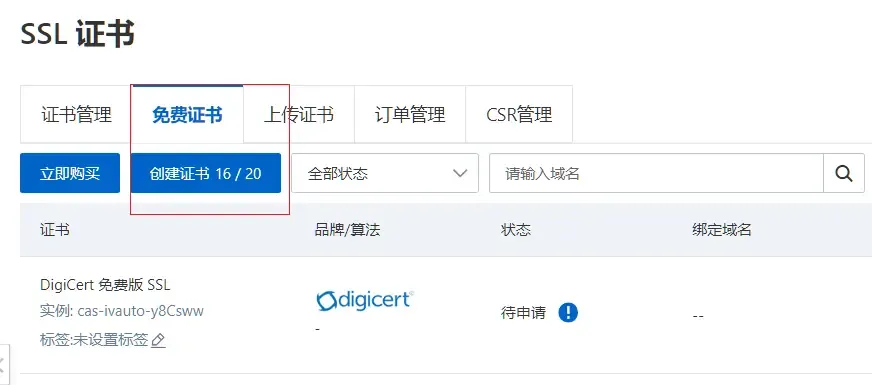 SSL 证书
证书管理 免费证书 上传证书 订单管理 CSR管理
立即购买 创建证书 16 / 20 全部状态 请输入域名
证书 品牌/算法 状态 绑定域名
DigiCert 免费版 SSL
实例: cas-ivauto-y8Csww digicert® 待申请 --
-
标签:未设置标签